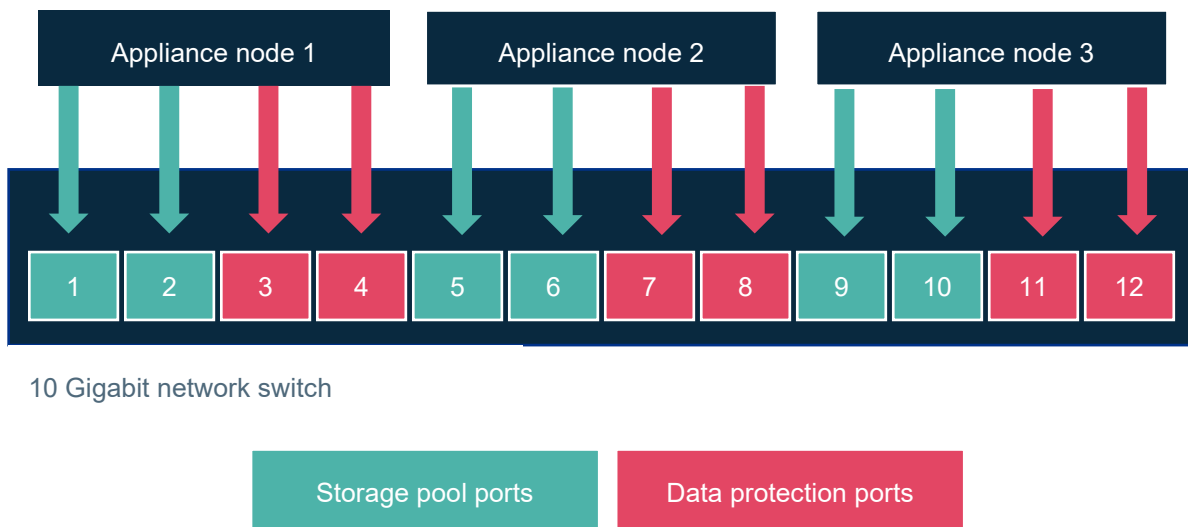 Appliance node 1
Appliance node 2
Appliance node 3
1 2 3 4 5 6 7 8 9 10 11 12
10 Gigabit network switch
Storage pool ports
Data protection ports